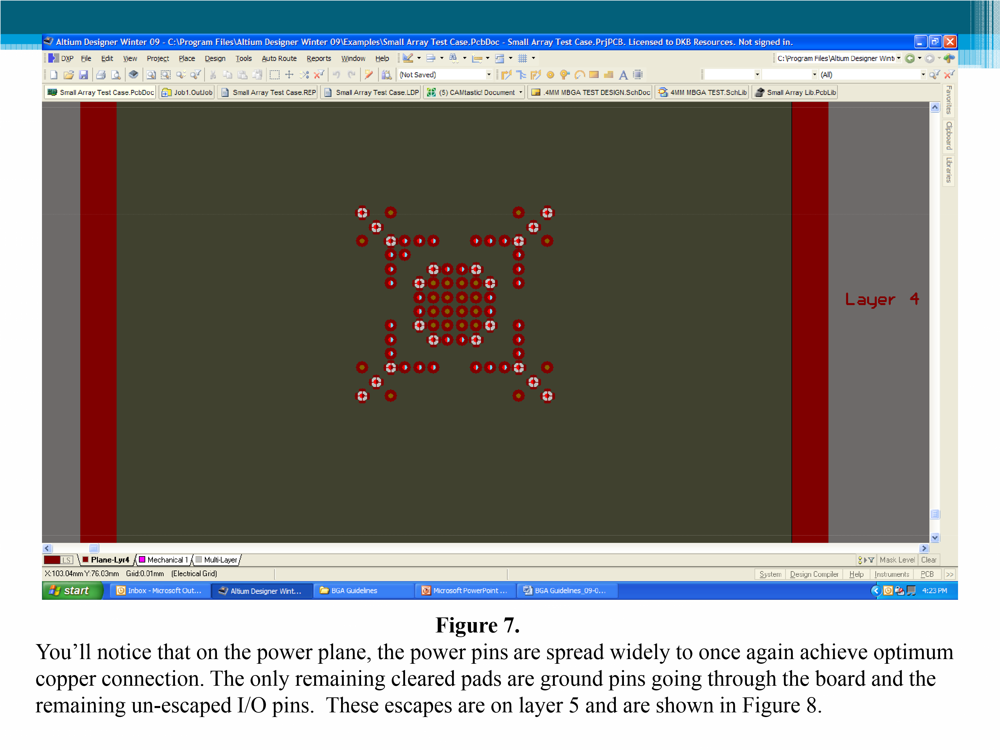 Altium Designer Winter 09 - C:\Program Files\Altium Designer Winter 09\Examples\Small Array Test Case.PcbDoc - Small Array Test Case.PrjPCB. Licensed to DKB Resources. Not signed in.
DXP File Edit View Project Place Design Tools Auto Route Reports Window Help C:\Program Files\Altium Designer Wint
(Not Saved) A (All)
Small Array Test Case.PcbDoc Job1.OutJob Small Array Test Case.REP Small Array Test Case.LDP (5) CAMtastic! Document .4MM MBGA TEST DESIGN.SchDoc 4MM MBGA TEST.SchLib Small Array Lib.PcbLib
Favorites
Clipboard
Libraries
Layer 4
LS Plane-Lyr4 Mechanical 1 Multi-Layer Mask Level Clear
X:103.04mm Y:76.03mm Grid:0.01mm (Electrical Grid) System Design Compiler Help Instruments PCB >>
start Inbox - Microsoft Out... Altium Designer Wint... BGA Guidelines Microsoft PowerPoint ... BGA Guidelines_09-0... 4:23 PM
Figure 7.
You’ll notice that on the power plane, the power pins are spread widely to once again achieve optimum
copper connection. The only remaining cleared pads are ground pins going through the board and the
remaining un-escaped I/O pins.  These escapes are on layer 5 and are shown in Figure 8.